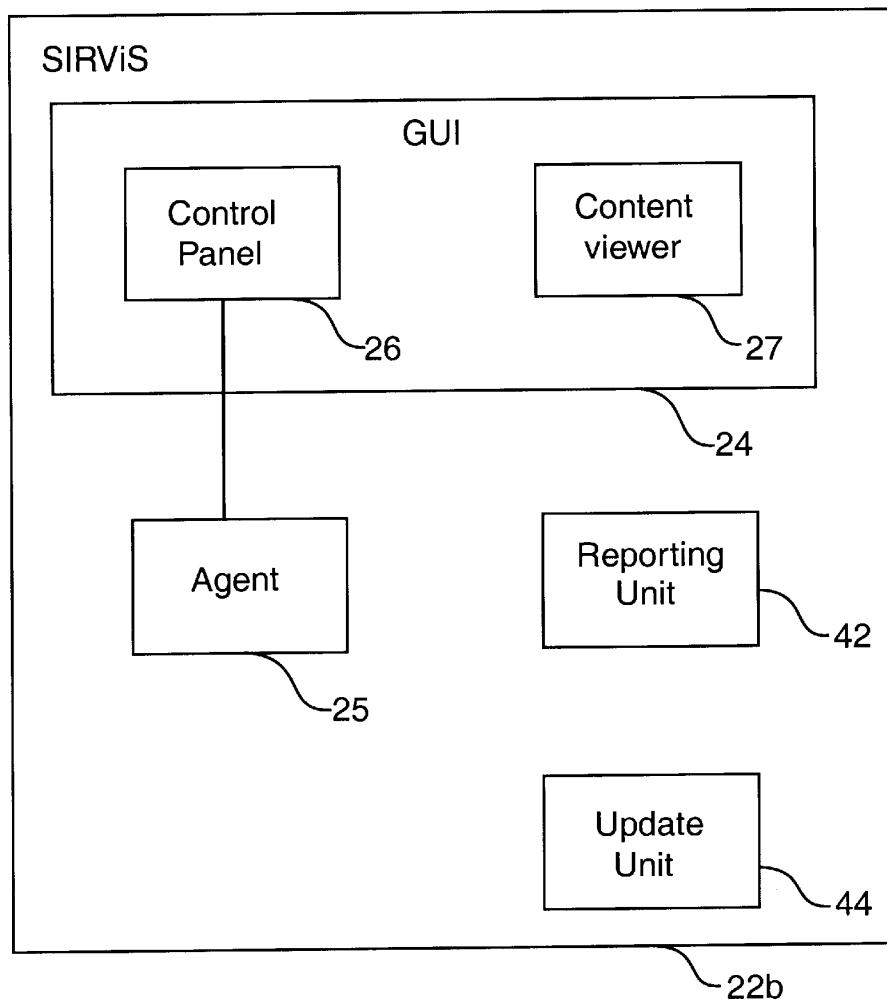 SIRViS
GUI
Control
Panel
Content
viewer
26
27
24
Agent
Reporting
Unit
42
25
Update
Unit
44
22b